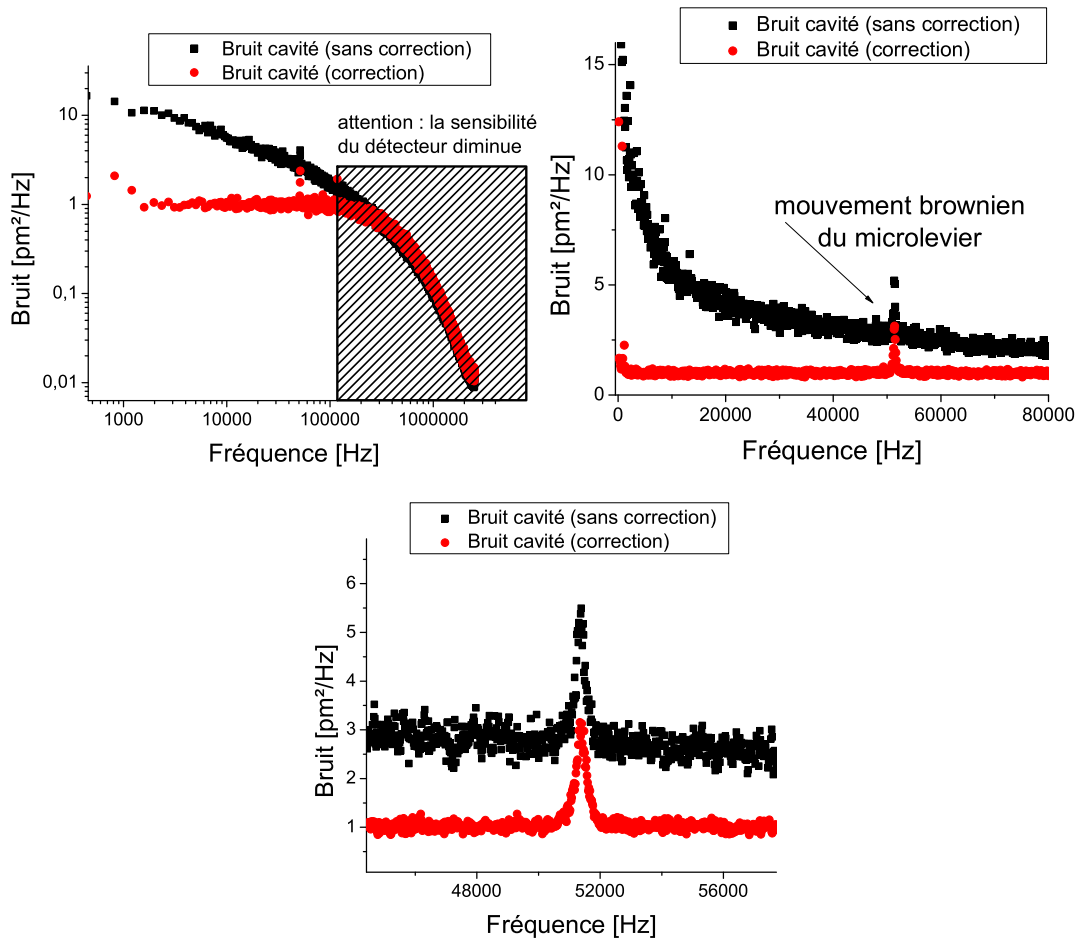 Bruit cavité (sans correction)
Bruit cavité (correction)
attention : la sensibilité
du détecteur diminue
Bruit [pm²/Hz]
10
1
0,1
0,01
1000
10000
100000
1000000
Fréquence [Hz]
Bruit cavité (sans correction)
Bruit cavité (correction)
mouvement brownien
du microlevier
Bruit [pm²/Hz]
15
10
5
0
0
20000
40000
60000
80000
Fréquence [Hz]
Bruit cavité (sans correction)
Bruit cavité (correction)
Bruit [pm²/Hz]
6
5
4
3
2
1
48000
52000
56000
Fréquence [Hz]